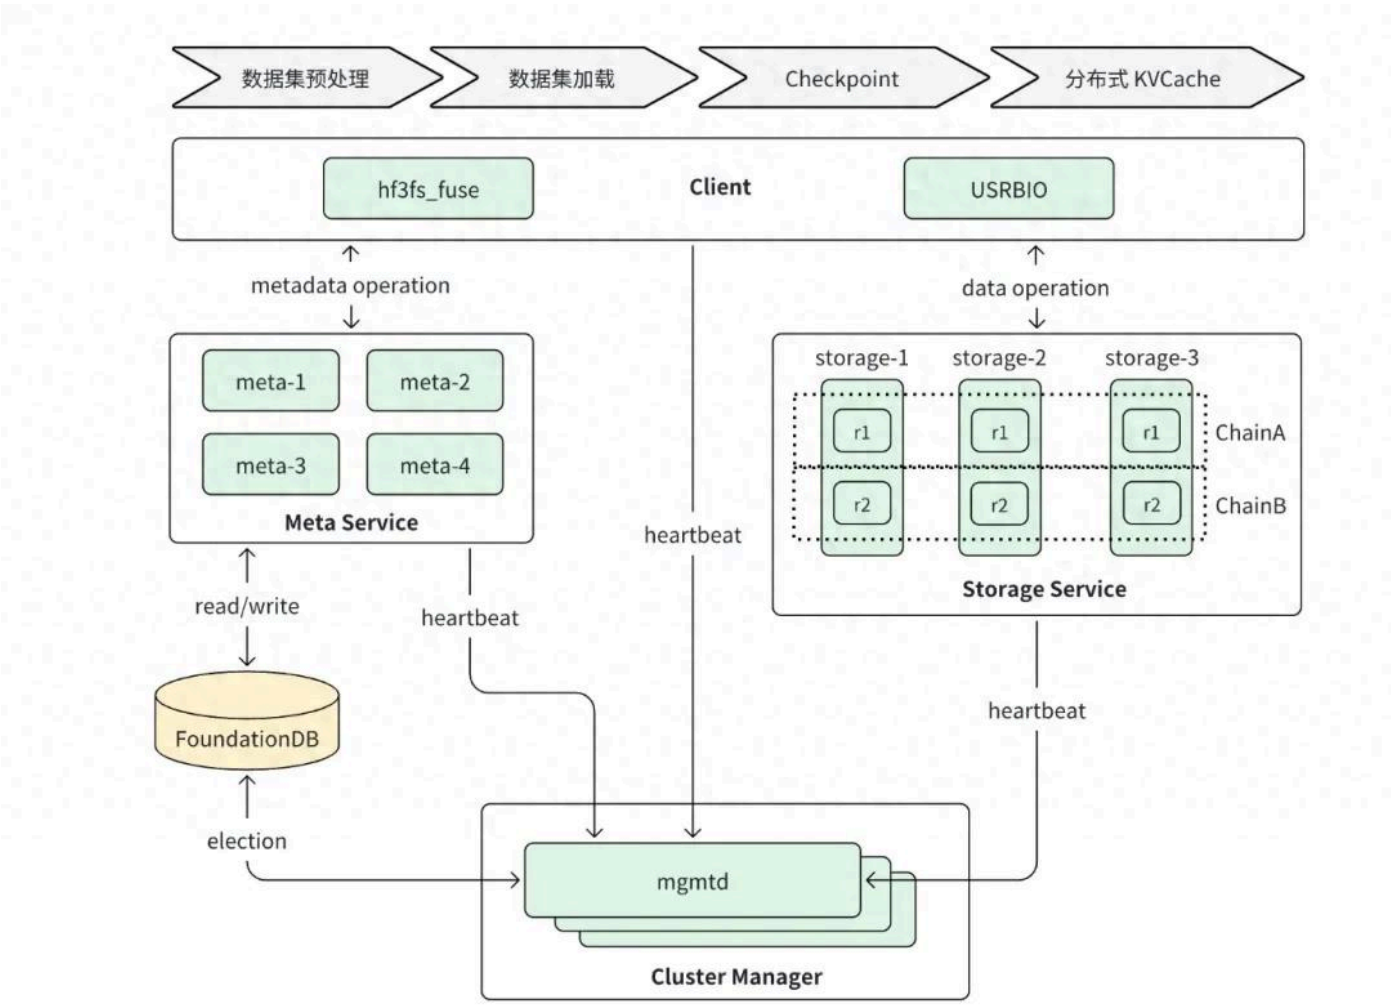 数据集预处理
数据集加载
Checkpoint
分布式 KVCache
hf3fs_fuse
Client
USRBIO
metadata operation
data operation
meta-1
meta-2
meta-3
meta-4
Meta Service
storage-1
storage-2
storage-3
r1
r1
r1
ChainA
r2
r2
r2
ChainB
Storage Service
heartbeat
read/write
heartbeat
heartbeat
FoundationDB
election
mgmtd
Cluster Manager